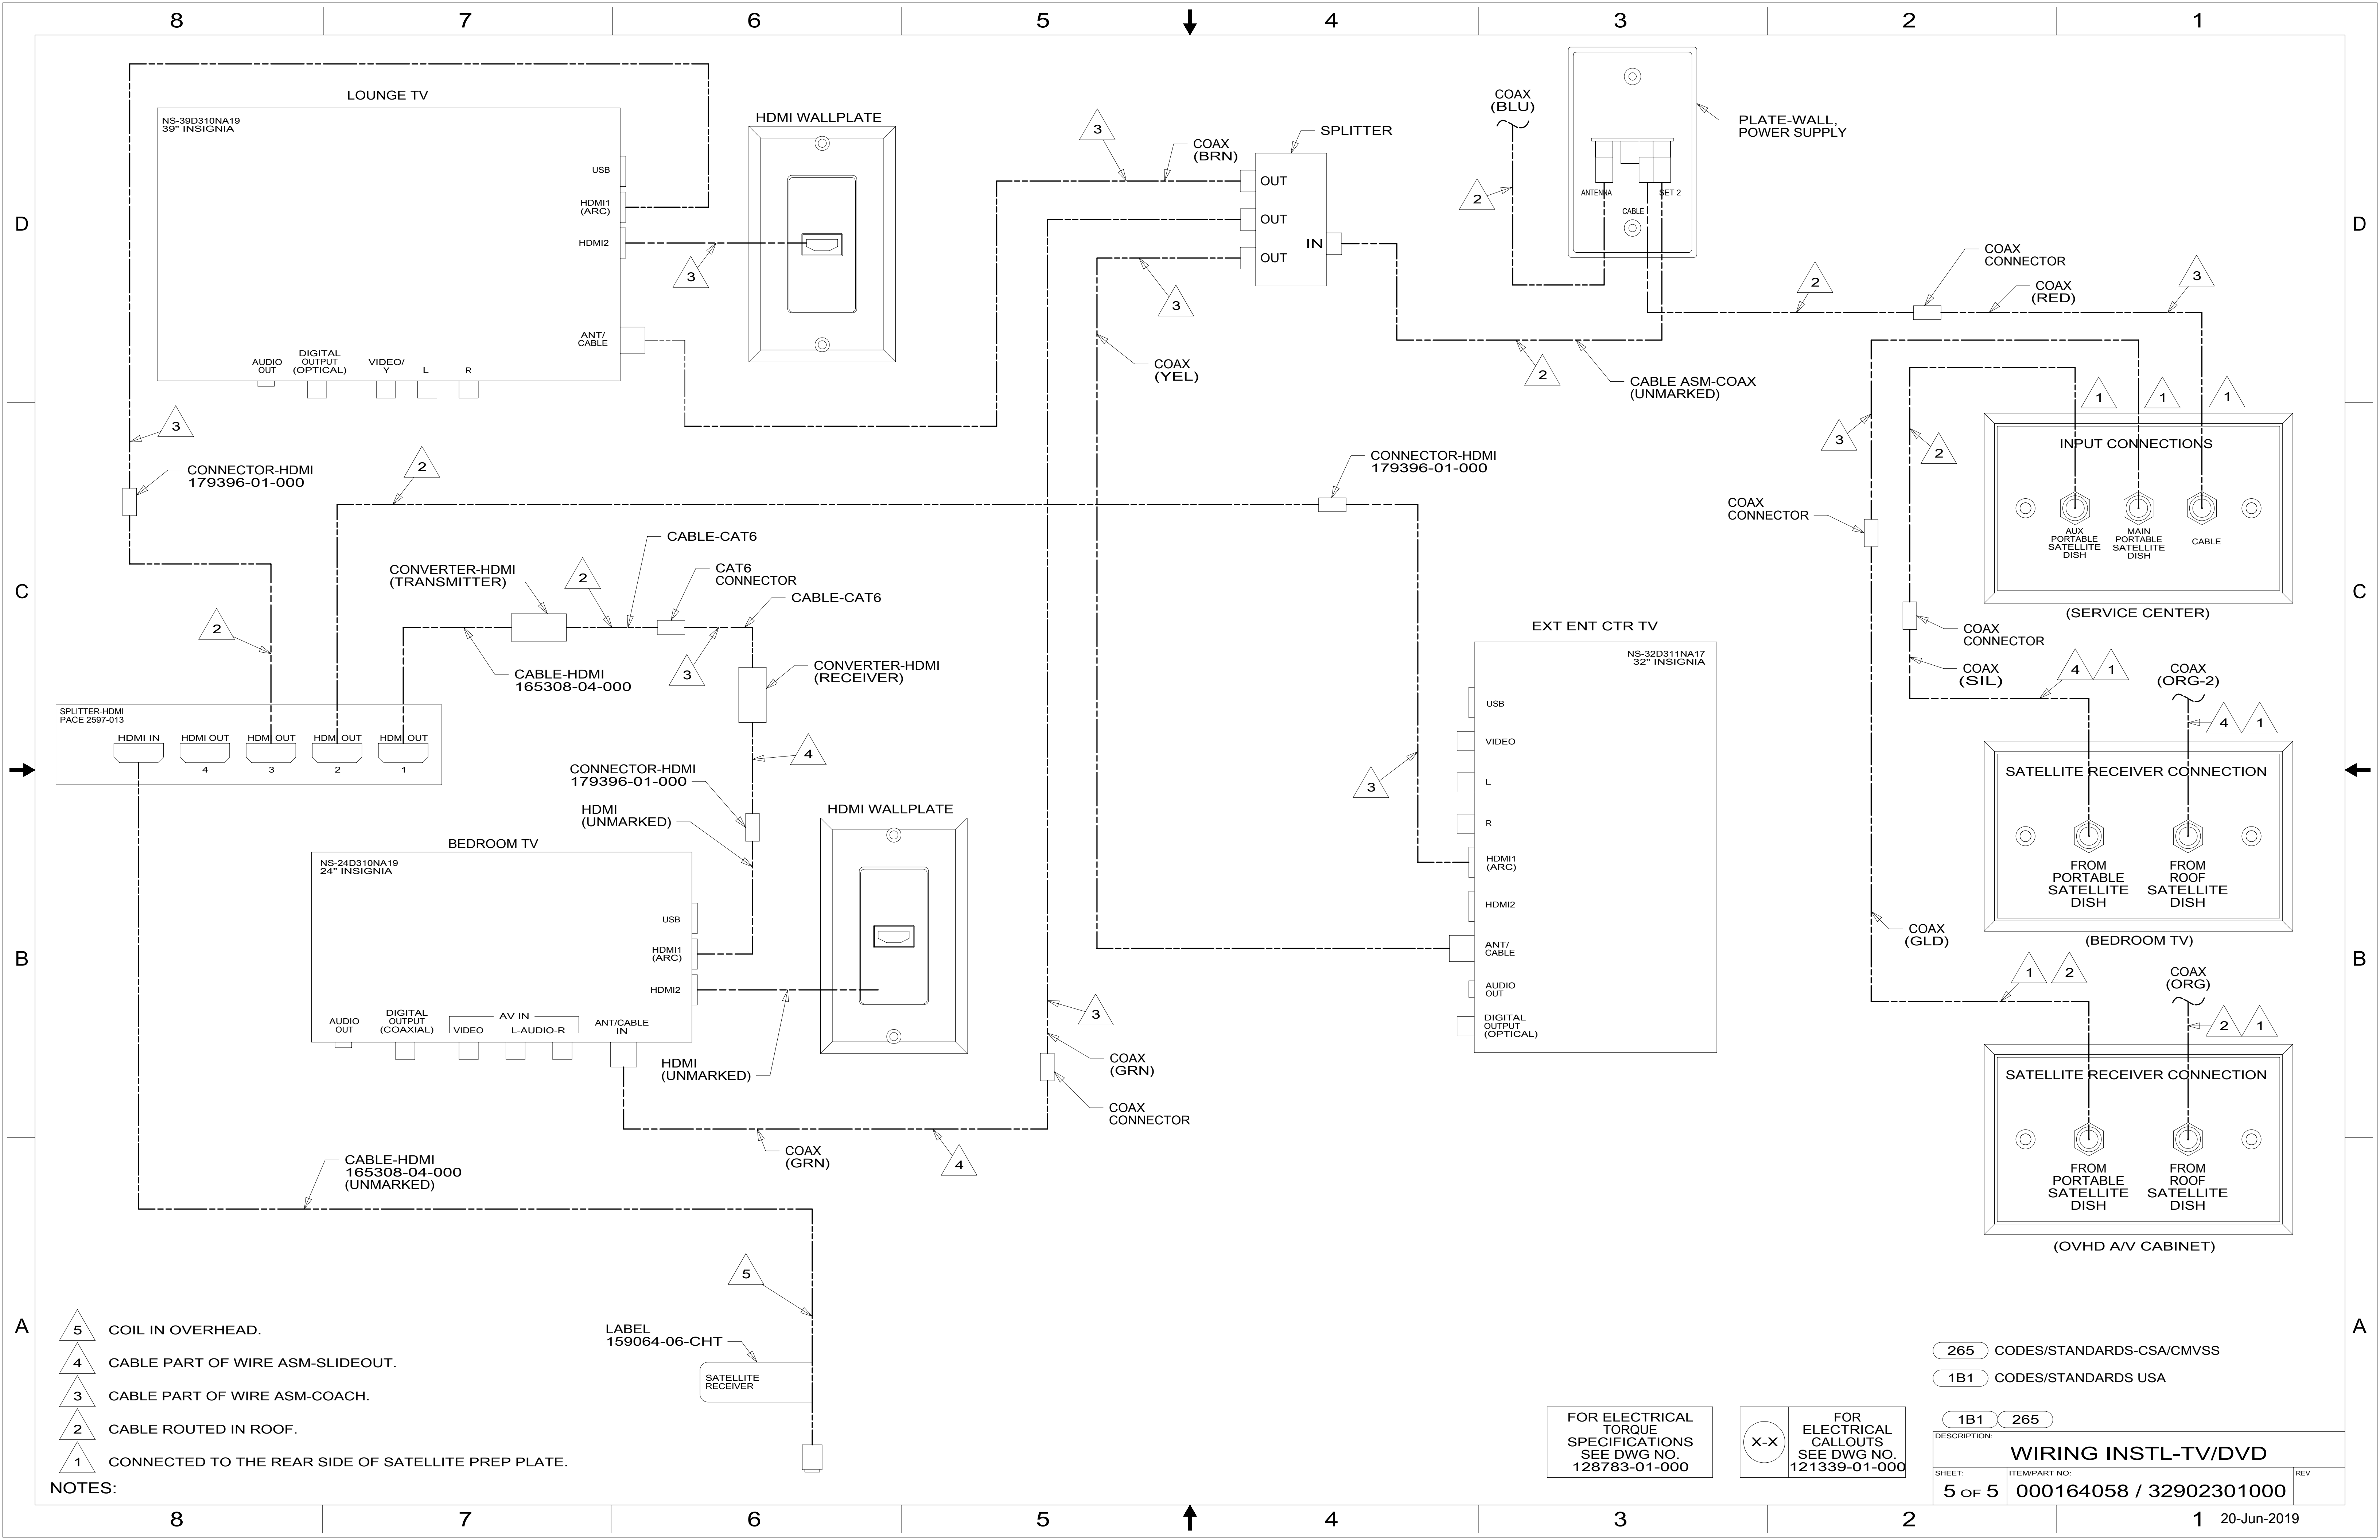 8 7 6 5 4 3 2 1
D
C
B
A
D
C
B
A
LOUNGE TV
NS-39D310NA19
39" INSIGNIA
USB
HDMI1
(ARC)
HDMI2
ANT/
CABLE
AUDIO
OUT
DIGITAL
OUTPUT
(OPTICAL)
VIDEO/
Y
L
R
HDMI WALLPLATE
3
3
COAX
(BRN)
SPLITTER
OUT
OUT
OUT
IN
3
COAX
(YEL)
COAX
(BLU)
2
ANTENNA
SET 2
CABLE
PLATE-WALL,
POWER SUPPLY
2
CABLE ASM-COAX
(UNMARKED)
2
COAX
CONNECTOR
COAX
(RED)
3
3
CONNECTOR-HDMI
179396-01-000
2
CONNECTOR-HDMI
179396-01-000
3
2
1
1
1
INPUT CONNECTIONS
AUX
PORTABLE
SATELLITE
DISH
MAIN
PORTABLE
SATELLITE
DISH
CABLE
(SERVICE CENTER)
COAX
CONNECTOR
COAX
CONNECTOR
COAX
(SIL)
4
1
COAX
(ORG-2)
4
1
SATELLITE RECEIVER CONNECTION
FROM
PORTABLE
SATELLITE
DISH
FROM
ROOF
SATELLITE
DISH
(BEDROOM TV)
COAX
(GLD)
1
2
COAX
(ORG)
2
1
SATELLITE RECEIVER CONNECTION
FROM
PORTABLE
SATELLITE
DISH
FROM
ROOF
SATELLITE
DISH
(OVHD A/V CABINET)
CONVERTER-HDMI
(TRANSMITTER)
2
CABLE-CAT6
CAT6
CONNECTOR
CABLE-CAT6
2
CABLE-HDMI
165308-04-000
3
CONVERTER-HDMI
(RECEIVER)
SPLITTER-HDMI
PACE 2597-013
HDMI IN
HDMI OUT
4
HDMI OUT
3
HDMI OUT
2
HDMI OUT
1
4
CONNECTOR-HDMI
179396-01-000
HDMI
(UNMARKED)
HDMI WALLPLATE
BEDROOM TV
NS-24D310NA19
24" INSIGNIA
USB
HDMI1
(ARC)
HDMI2
AUDIO
OUT
DIGITAL
OUTPUT
(COAXIAL)
AV IN
VIDEO
L-AUDIO-R
ANT/CABLE
IN
HDMI
(UNMARKED)
3
COAX
(GRN)
COAX
CONNECTOR
COAX
(GRN)
4
EXT ENT CTR TV
NS-32D311NA17
32" INSIGNIA
USB
VIDEO
L
R
HDMI1
(ARC)
HDMI2
ANT/
CABLE
AUDIO
OUT
DIGITAL
OUTPUT
(OPTICAL)
3
CABLE-HDMI
165308-04-000
(UNMARKED)
5
LABEL
159064-06-CHT
SATELLITE
RECEIVER
5 COIL IN OVERHEAD.
4 CABLE PART OF WIRE ASM-SLIDEOUT.
3 CABLE PART OF WIRE ASM-COACH.
2 CABLE ROUTED IN ROOF.
1 CONNECTED TO THE REAR SIDE OF SATELLITE PREP PLATE.
NOTES:
FOR ELECTRICAL
TORQUE
SPECIFICATIONS
SEE DWG NO.
128783-01-000
X-X
FOR
ELECTRICAL
CALLOUTS
SEE DWG NO.
121339-01-000
265 CODES/STANDARDS-CSA/CMVSS
1B1 CODES/STANDARDS USA
1B1 265
DESCRIPTION:
WIRING INSTL-TV/DVD
SHEET:
5 OF 5
ITEM/PART NO:
000164058 / 32902301000
REV
8 7 6 5 4 3 2 1
20-Jun-2019